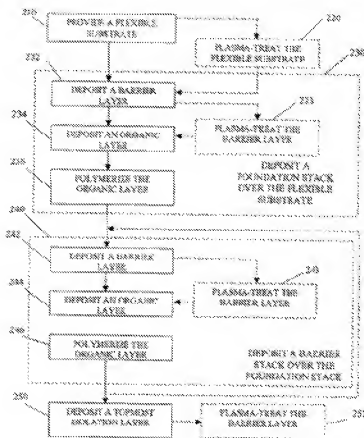 210
PROVIDE A FLEXIBLE
SUBSTRATE
220
PLASMA-TREAT THE
FLEXIBLE SUBSTRATE
230
232
DEPOSIT A BARRIER
LAYER
233
234
DEPOSIT AN ORGANIC
LAYER
PLASMA-TREAT THE
BARRIER LAYER
POLYMERIZE THE
ORGANIC LAYER
DEPOSIT A
FOUNDATION STACK
OVER THE FLEXIBLE
SUBSTRATE
240
242
DEPOSIT A BARRIER
LAYER
243
244
DEPOSIT AN ORGANIC
LAYER
PLASMA-TREAT THE
BARRIER LAYER
246
POLYMERIZE THE
ORGANIC LAYER
DEPOSIT A BARRIER
STACK OVER THE
FOUNDATION STACK
250
DEPOSIT A TOPMOST
ISOLATION LAYER
PLASMA-TREAT THE
BARRIER LAYER